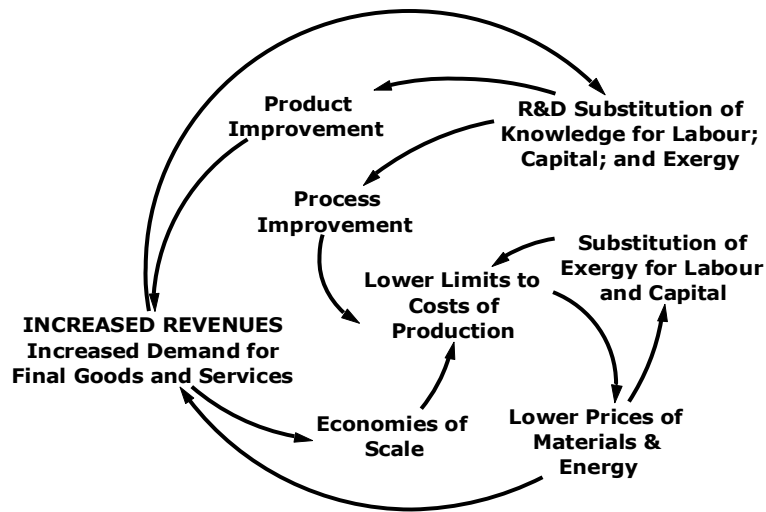 Product
Improvement
R&D Substitution of
Knowledge for Labour;
Capital; and Exergy
Process
Improvement
Substitution of
Exergy for Labour
and Capital
Lower Limits to
Costs of
Production
INCREASED REVENUES
Increased Demand for
Final Goods and Services
Economies of
Scale
Lower Prices of
Materials &
Energy